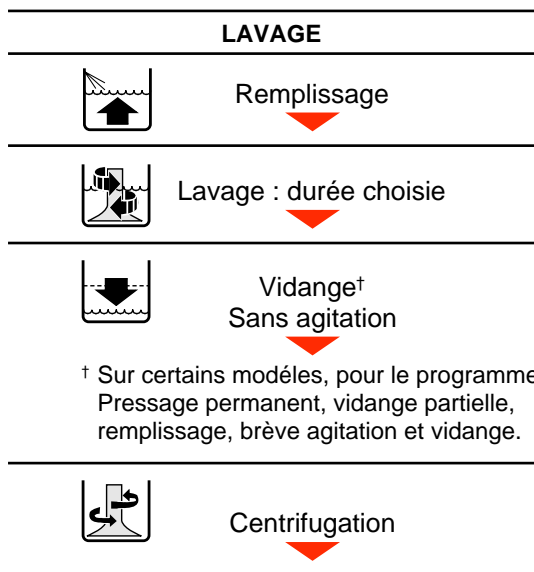 LAVAGE
Remplissage
Lavage : durée choisie
Vidange†
Sans agitation
† Sur certains modéles, pour le programme
Pressage permanent, vidange partielle,
remplissage, brève agitation et vidange.
Centrifugation